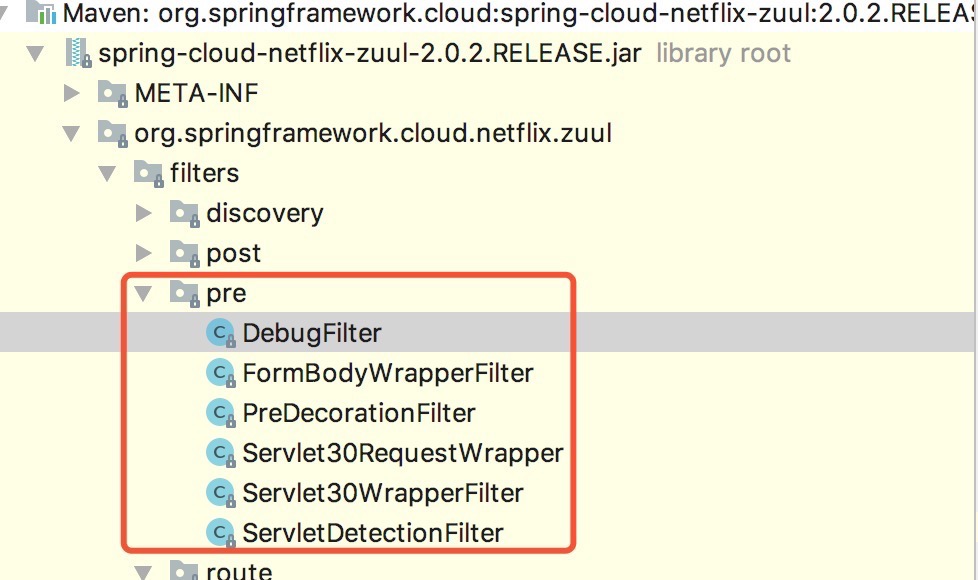 Maven: org.springframework.cloud:spring-cloud-netflix-zuul:2.0.2.RELEAS
spring-cloud-netflix-zuul-2.0.2.RELEASE.jar library root
META-INF
org.springframework.cloud.netflix.zuul
filters
discovery
post
pre
C DebugFilter
C FormBodyWrapperFilter
C PreDecorationFilter
C Servlet30RequestWrapper
C Servlet30WrapperFilter
C ServletDetectionFilter
route